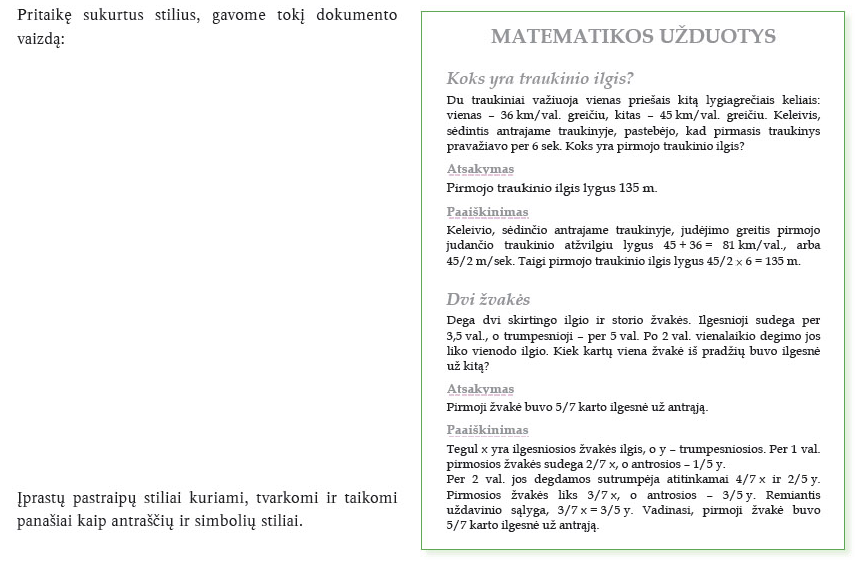 Pritaikę sukurtus stilius, gavome tokį dokumento
vaizdą:
MATEMATIKOS UŽDUOTYS
Koks yra traukinio ilgis?
Du traukiniai važiuoja vienas priešais kitą lygiagrečiais keliais:
vienas – 36 km/val. greičiu, kitas – 45 km/val. greičiu. Keleivis,
sėdintis antrajame traukinyje, pastebėjo, kad pirmasis traukinys
pravažiavo per 6 sek. Koks yra pirmojo traukinio ilgis?
Atsakymas
Pirmojo traukinio ilgis lygus 135 m.
Paaiškinimas
Keleivio, sėdinčio antrajame traukinyje, judėjimo greitis pirmojo
judančio traukinio atžvilgiu lygus 45 + 36 = 81 km/val., arba
45/2 m/sek. Taigi pirmojo traukinio ilgis lygus 45/2 x 6 = 135 m.
Dvi žvakės
Dega dvi skirtingo ilgio ir storio žvakės. Ilgesnioji sudega per
3,5 val., o trumpesnioji – per 5 val. Po 2 val. vienalaikio degimo jos
liko vienodo ilgio. Kiek kartų viena žvakė iš pradžių buvo ilgesnė
už kitą?
Atsakymas
Pirmoji žvakė buvo 5/7 karto ilgesnė už antrąją.
Paaiškinimas
Tegul x yra ilgesniosios žvakės ilgis, o y – trumpesniosios. Per 1 val.
pirmosios žvakės sudega 2/7 x, o antrosios – 1/5 y.
Per 2 val. jos degdamos sutrumpėja atitinkamai 4/7 x ir 2/5 y.
Pirmosios žvakės liks 3/7 x, o antrosios – 3/5 y. Remiantis
uždavinio sąlyga, 3/7 x = 3/5 y. Vadinasi, pirmoji žvakė buvo
5/7 karto ilgesnė už antrąją.
Įprastų pastraipų stiliai kuriami, tvarkomi ir taikomi
panašiai kaip antraščių ir simbolių stiliai.